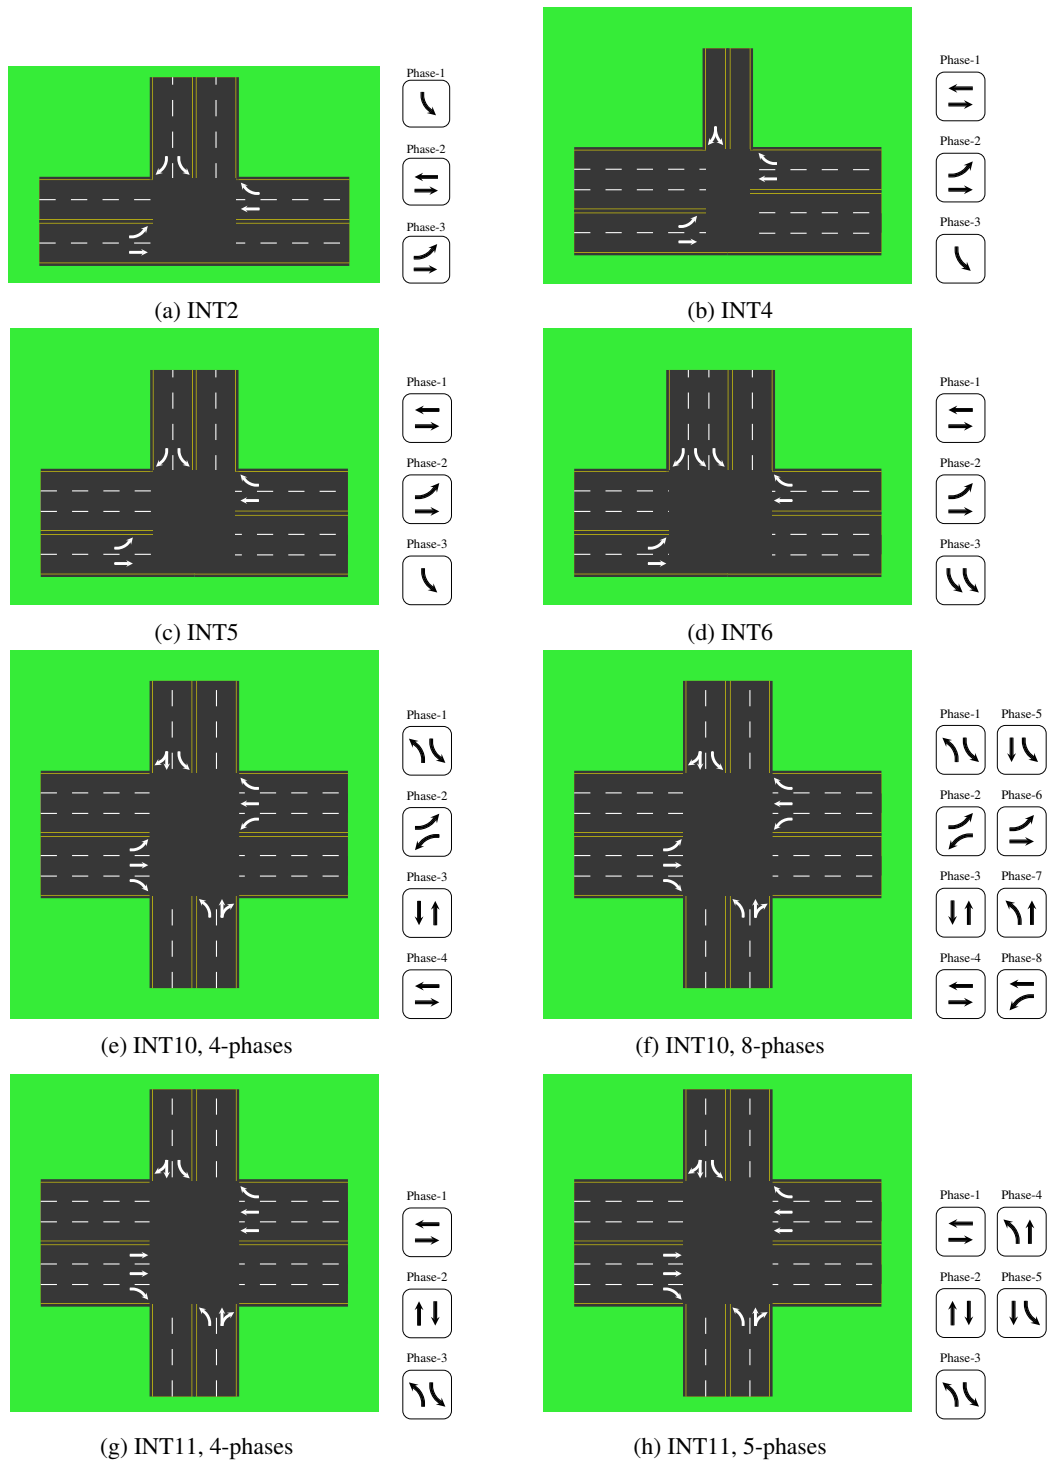 Phase-1
Phase-2
Phase-3
(a) INT2
Phase-1
Phase-2
Phase-3
(b) INT4
Phase-1
Phase-2
Phase-3
(c) INT5
Phase-1
Phase-2
Phase-3
(d) INT6
Phase-1
Phase-2
Phase-3
Phase-4
(e) INT10, 4-phases
Phase-1 Phase-5
Phase-2 Phase-6
Phase-3 Phase-7
Phase-4 Phase-8
(f) INT10, 8-phases
Phase-1
Phase-2
Phase-3
(g) INT11, 4-phases
Phase-1 Phase-4
Phase-2 Phase-5
Phase-3
(h) INT11, 5-phases